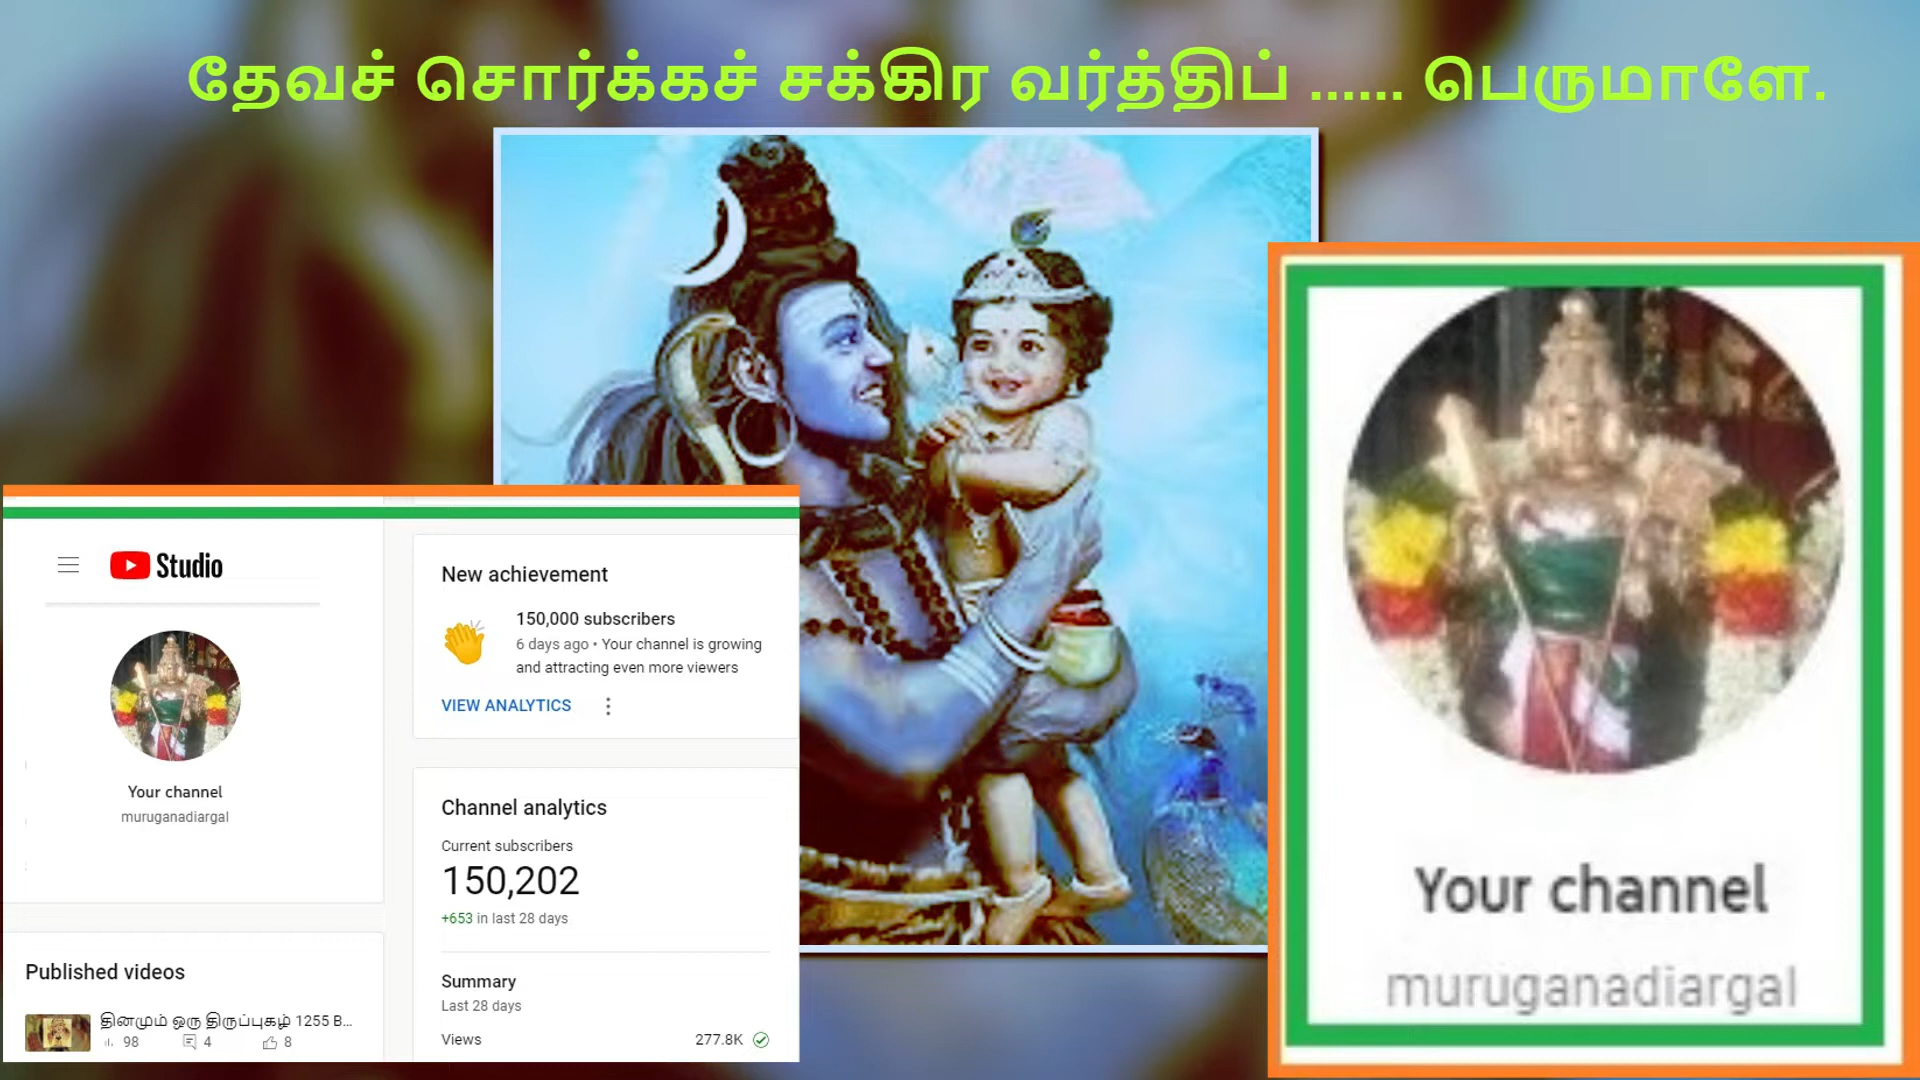 தேவச் சொர்க்கச் சக்கிர வர்த்திப் ...... பெருமாளே.
Studio
Your channel
muruganadiargal
Published videos
தினமும் ஒரு திருப்புகழ் 1255 B...
98 4 8
New achievement
150,000 subscribers
6 days ago • Your channel is growing
and attracting even more viewers
VIEW ANALYTICS
Channel analytics
Current subscribers
150,202
+653 in last 28 days
Summary
Last 28 days
Views 277.8K
Your channel
muruganadiargal